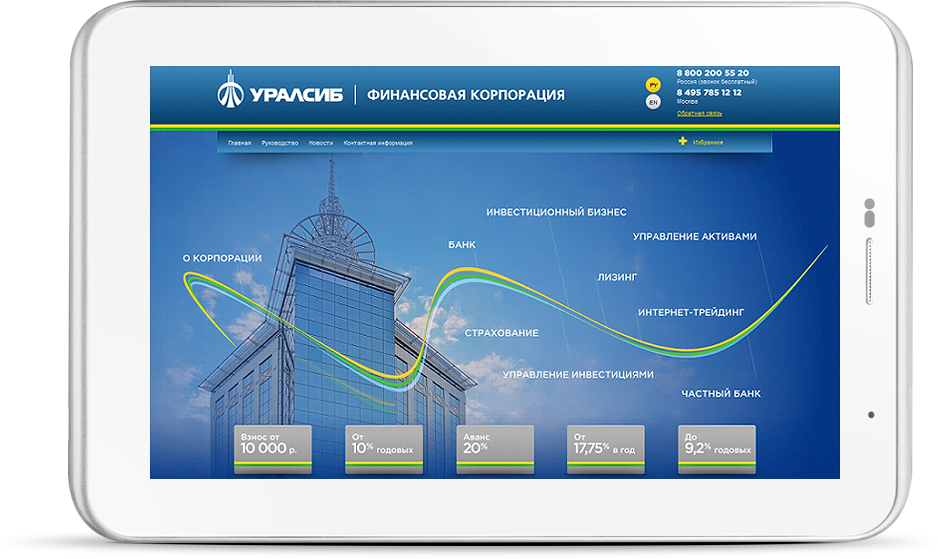 УРАЛСИБ
ФИНАНСОВАЯ КОРПОРАЦИЯ
РУ
EN
8 800 200 55 20
Россия (звонок бесплатный)
8 495 785 12 12
Москва
Обратная связь
Главная Руководство Новости Контактная информация
Избранное
ИНВЕСТИЦИОННЫЙ БИЗНЕС
УПРАВЛЕНИЕ АКТИВАМИ
БАНК
О КОРПОРАЦИИ
ЛИЗИНГ
ИНТЕРНЕТ-ТРЕЙДИНГ
СТРАХОВАНИЕ
УПРАВЛЕНИЕ ИНВЕСТИЦИЯМИ
ЧАСТНЫЙ БАНК
Взнос от
10 000 р.
От
10% годовых
Аванс
20%
От
17,75% в год
До
9,2% годовых